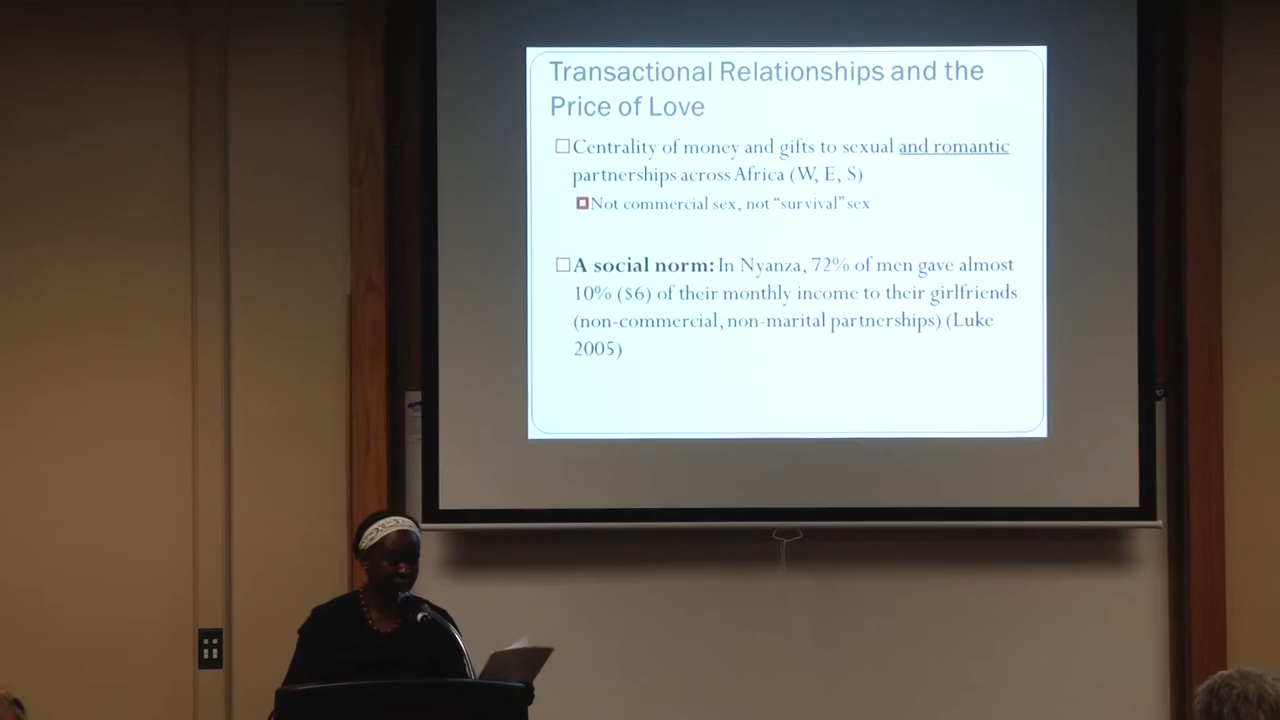 Transactional Relationships and the
Price of Love
Centrality of money and gifts to sexual and romantic
partnerships across Africa (W, E, S)
Not commercial sex, not “survival” sex
A social norm: In Nyanza, 72% of men gave almost
10% ($6) of their monthly income to their girlfriends
(non-commercial, non-marital partnerships) (Luke
2005)